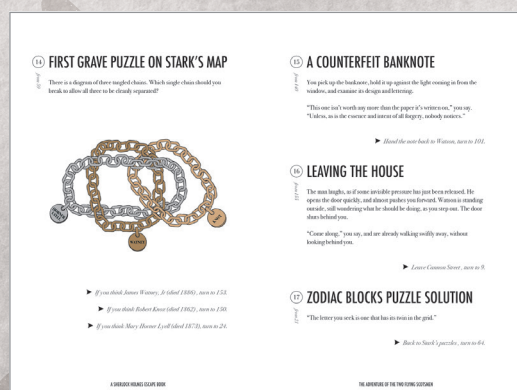 14 FIRST GRAVE PUZZLE ON STARK'S MAP
There is a diagram of three tangled chains. Which single chain should you
break to allow all three to be cleanly separated?
WATNEY
KNOX
➤ If you think James Watney, Jr (died 1886), turn to 153.
➤ If you think Robert Knox (died 1862), turn to 130.
➤ If you think Mary Horner Lyell (died 1873), turn to 24.
A SHERLOCK HOLMES ESCAPE BOOK
15 A COUNTERFEIT BANKNOTE
You pick up the banknote, hold it up against the light coming in from the
window, and examine its design and lettering.
"This one isn't worth any more than the paper it's written on," you say.
"Unless, as is the essence and intent of all forgery, nobody notices."
➤ Hand the note back to Watson, turn to 101.
16 LEAVING THE HOUSE
The man laughs, as if some invisible pressure has just been released. He
opens the door quickly, and almost pushes you forward. Watson is standing
outside, still wondering what he should be doing, as you step out. The door
shuts behind you.
"Come along," you say, and are already walking swiftly away, without
looking behind you.
➤ Leave Cannon Street, turn to 9.
17 ZODIAC BLOCKS PUZZLE SOLUTION
"The letter you seek is one that has its twin in the grid."
➤ Back to Stark's puzzles, turn to 64.
THE ADVENTURE OF THE TWO FLYING SCOTSMEN